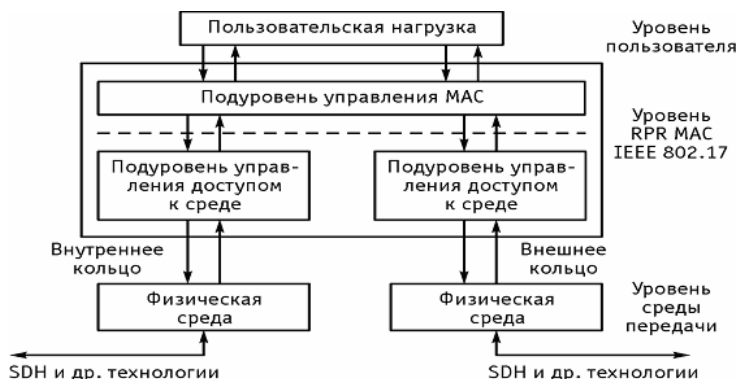 Пользовательская нагрузка
Уровень
пользователя
Подуровень управления MAC
Уровень
RPR MAC
IEEE 802.17
Подуровень управ-
ления доступом
к среде
Подуровень управ-
ления доступом
к среде
Внутреннее
кольцо
Внешнее
кольцо
Физическая
среда
Физическая
среда
Уровень
среды
передачи
SDH и др. технологии
SDH и др. технологии